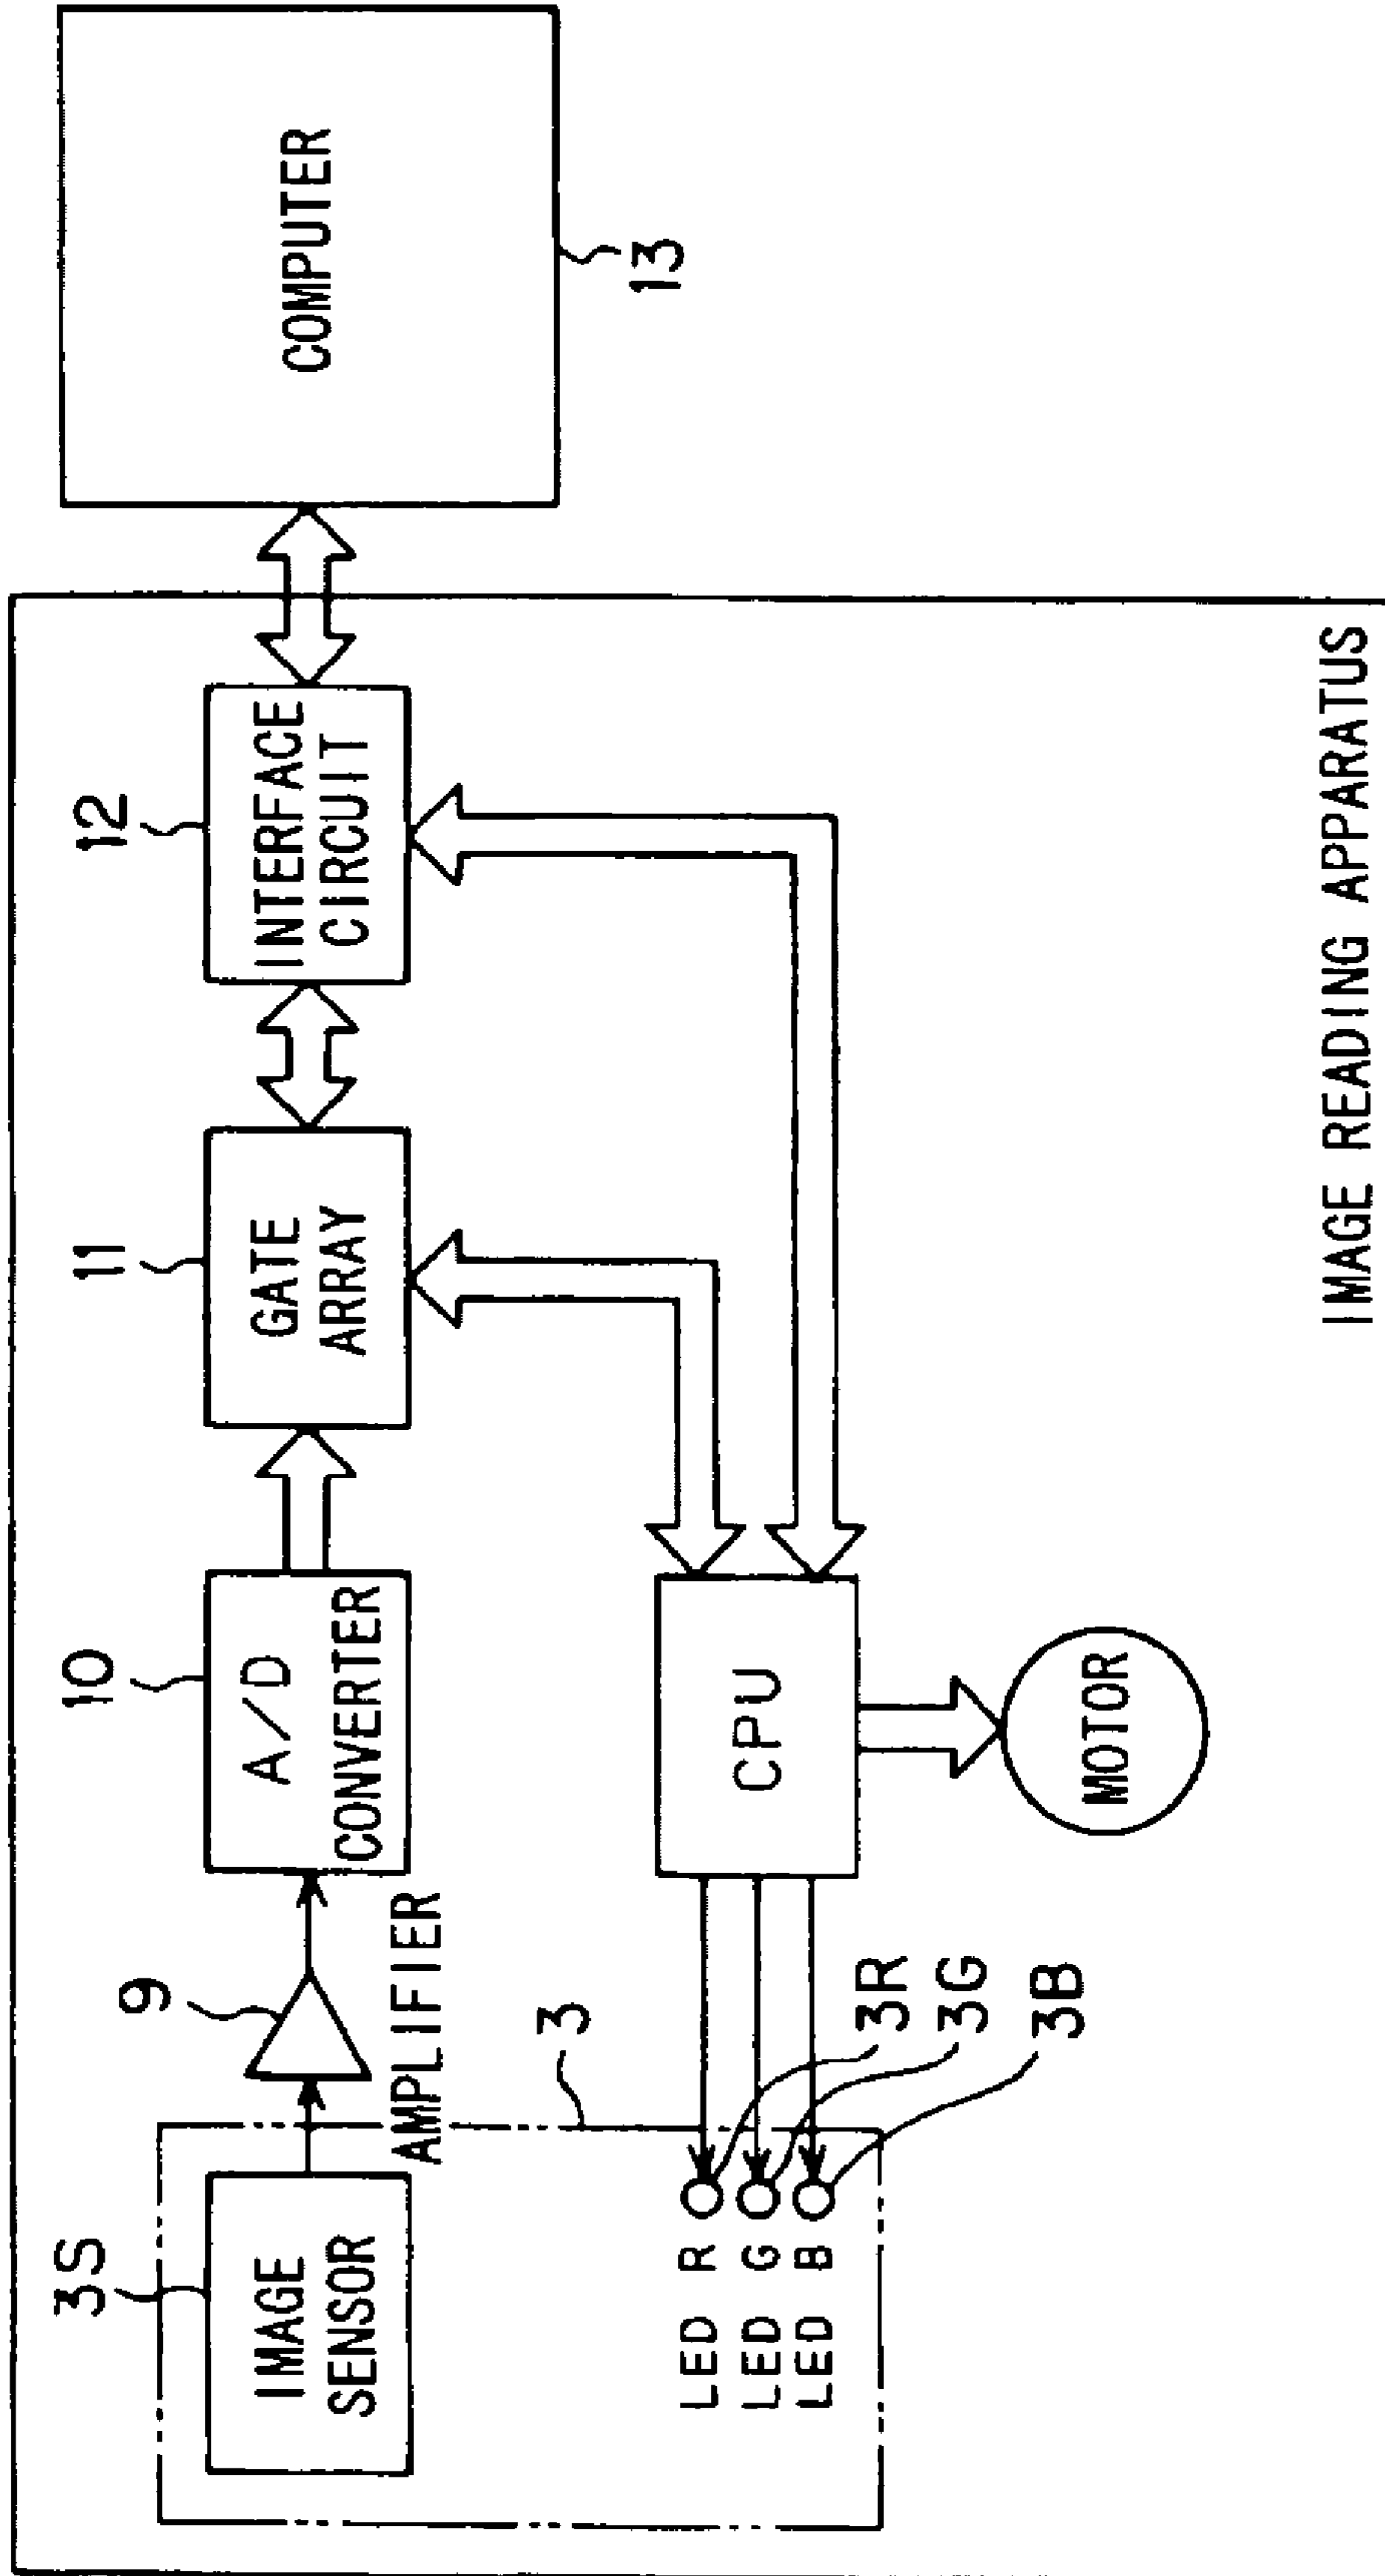 3S
IMAGE
SENSOR
9
AMPLIFIER
10
A/D
CONVERTER
11
GATE
ARRAY
12
INTERFACE
CIRCUIT
COMPUTER
13
3
LED R
LED G
LED B
3R
3G
3B
CPU
MOTOR
IMAGE READING APPARATUS